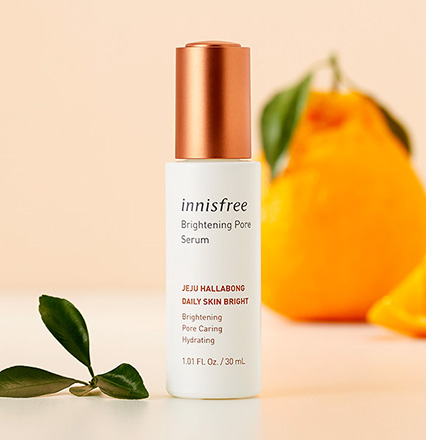 innisfree
Brightening Pore
Serum
JEJU HALLABONG
DAILY SKIN BRIGHT
Brightening
Pore Caring
Hydrating
1.01 Fl. Oz. / 30 mL